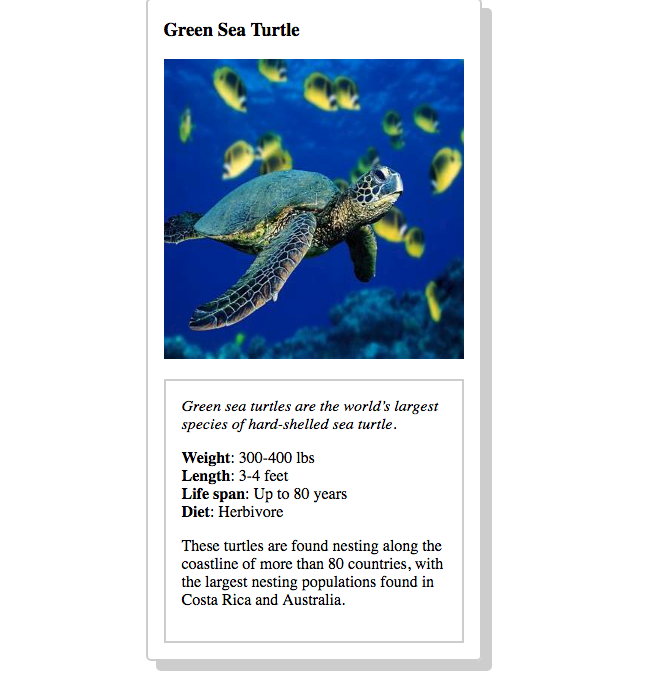 Green Sea Turtle
Green sea turtles are the world's largest
species of hard-shelled sea turtle.
Weight: 300-400 lbs
Length: 3-4 feet
Life span: Up to 80 years
Diet: Herbivore
These turtles are found nesting along the
coastline of more than 80 countries, with
the largest nesting populations found in
Costa Rica and Australia.